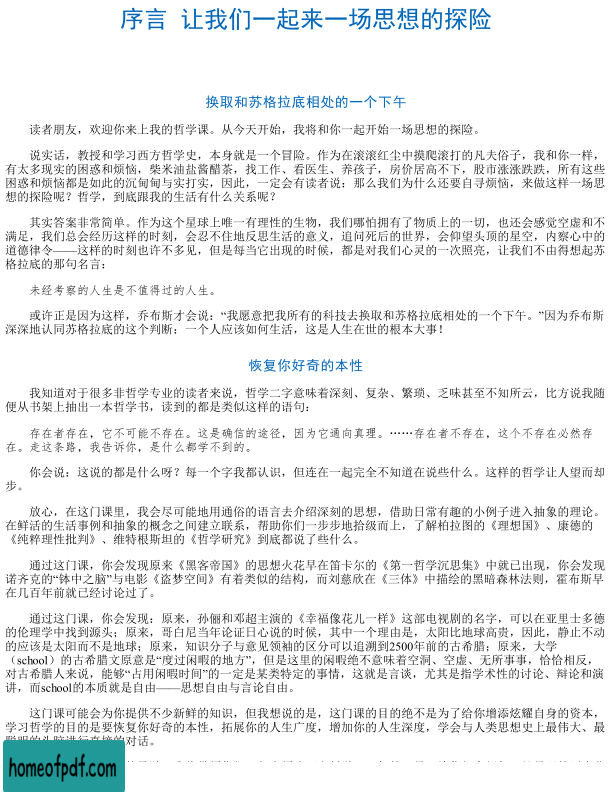 序言 让我们一起来一场思想的探险
换取和苏格拉底相处的一个下午
读者朋友，欢迎你来上我的哲学课。从今天开始，我将和你一起开始一场思想的探险。
说实话，教授和学习西方哲学史，本身就是一个冒险。作为在滚滚红尘中摸爬滚打的凡夫俗子，我和你一样，
有太多现实的困惑和烦恼，柴米油盐酱醋茶，找工作、看医生、养孩子，房价居高不下，股市涨涨跌跌，所有这些
困惑和烦恼都是如此的沉甸甸与实打实，因此，一定会有读者说：那么我们为什么还要自寻烦恼，来做这样一场思
想的探险呢？哲学，到底跟我的生活有什么关系呢？
其实答案非常简单。作为这个星球上唯一有理性的生物，我们哪怕拥有了物质上的一切，也还会感觉空虚和不
满足，我们总会经历这样的时刻，会忍不住地反思生活的意义，追问死后的世界，会仰望头顶的星空，内察心中的
道德律令——这样的时刻也许不多见，但是每当它出现的时候，都是对我们心灵的一次照亮，让我们不由得想起苏
格拉底的那句名言：
未经考察的人生是不值得过的人生。
或许正是因为这样，乔布斯才会说：“我愿意把我所有的科技去换取和苏格拉底相处的一个下午。”因为乔布斯
深深地认同苏格拉底的这个判断：一个人应该如何生活，这是人生在世的根本大事！
恢复你好奇的本性
我知道对于很多非哲学专业的读者来说，哲学二字意味着深刻、复杂、繁琐、乏味甚至不知所云，比方说我随
便从书架上抽出一本哲学书，读到的都是类似这样的语句：
存在者存在，它不可能不存在。这是确信的途径，因为它通向真理。……存在者不存在，这个不存在必然存
在。走这条路，我告诉你，是什么都学不到的。
你会说：这说的都是什么呀？每一个字我都认识，但连在一起完全不知道在说些什么。这样的哲学让人望而却
步。
放心，在这门课里，我会尽可能地用通俗的语言去介绍深刻的思想，借助日常有趣的小例子进入抽象的理论。
在鲜活的生活事例和抽象的概念之间建立联系，帮助你们一步步地拾级而上，了解柏拉图的《理想国》、康德的
《纯粹理性批判》、维特根斯坦的《哲学研究》到底都说了些什么。
通过这门课，你会发现原来《黑客帝国》的思想火花早在笛卡尔的《第一哲学沉思集》中就已出现，你会发现
诺齐克的“钵中之脑”与电影《盗梦空间》有着类似的结构，而刘慈欣在《三体》中描绘的黑暗森林法则，霍布斯早
在几百年前就已经讨论过了。
通过这门课，你会发现：原来，孙俪和邓超主演的《幸福像花儿一样》这部电视剧的名字，可以在亚里士多德
的伦理学中找到源头；原来，哥白尼当年论证日心说的时候，其中一个理由是，太阳比地球高贵，因此，静止不动
的应该是太阳而不是地球；原来，知识分子与意见领袖的区分可以追溯到2500年前的古希腊；原来，大学
（school）的古希腊文原意是“度过闲暇的地方”，但是这里的闲暇绝不意味着空洞、空虚、无所事事，恰恰相反，
对古希腊人来说，能够“占用闲暇时间”的一定是某类特定的事情，这就是言谈，尤其是指学术性的讨论、辩论和演
讲，而school的本质就是自由——思想自由与言论自由。
这门课可能会为你提供不少新鲜的知识，但我想说的是，这门课的目的绝不是为了给你增添炫耀自身的资本，
学习哲学的目的是要恢复你好奇的本性，拓展你的人生广度，增加你的人生深度，学会与人类思想史上最伟大、最
聪明的头脑进行直接的对话。
homeofpdf.com